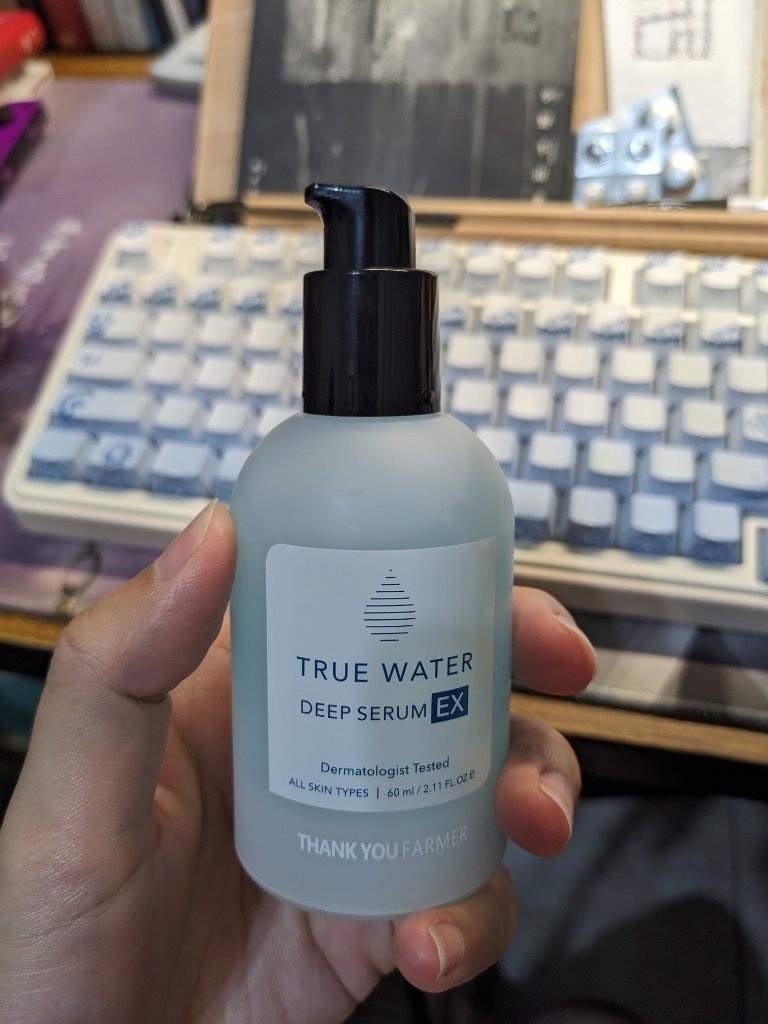 TRUE WATER
DEEP SERUM EX
Dermatologist Tested
ALL SKIN TYPES | 60 ml / 2.11 FL.OZ.e
THANK YOU FARMER